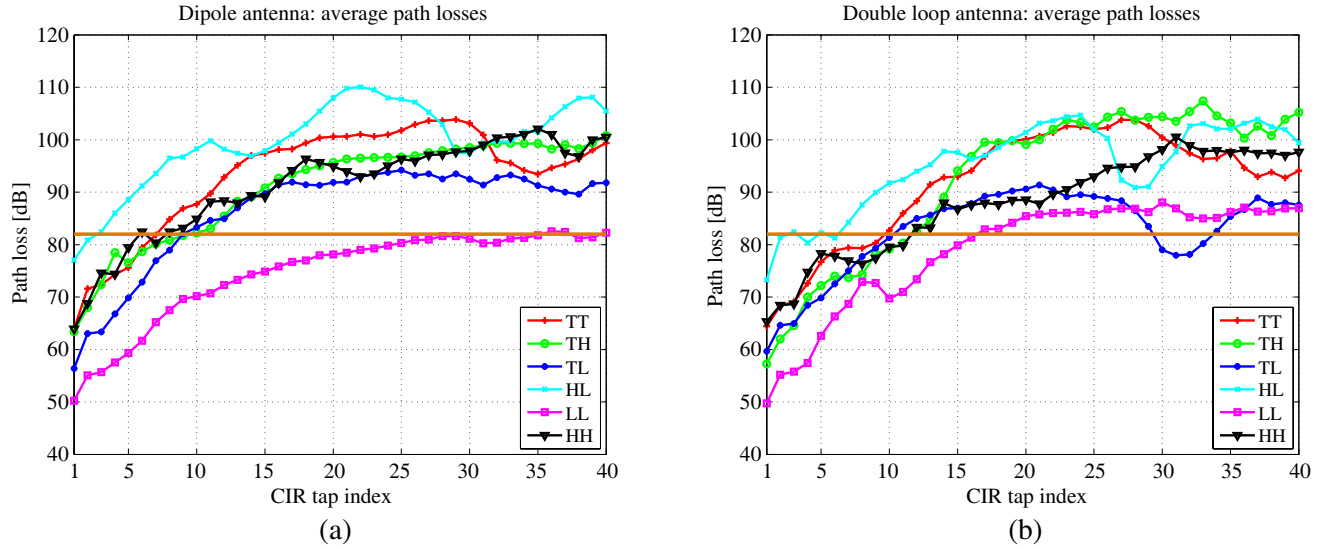 Dipole antenna: average path losses
120
110
100
90
80
70
60
50
40
Path loss [dB]
1 5 10 15 20 25 30 35 40
CIR tap index
TT
TH
TL
HL
LL
HH
(a)
Double loop antenna: average path losses
120
110
100
90
80
70
60
50
40
Path loss [dB]
1 5 10 15 20 25 30 35 40
CIR tap index
TT
TH
TL
HL
LL
HH
(b)